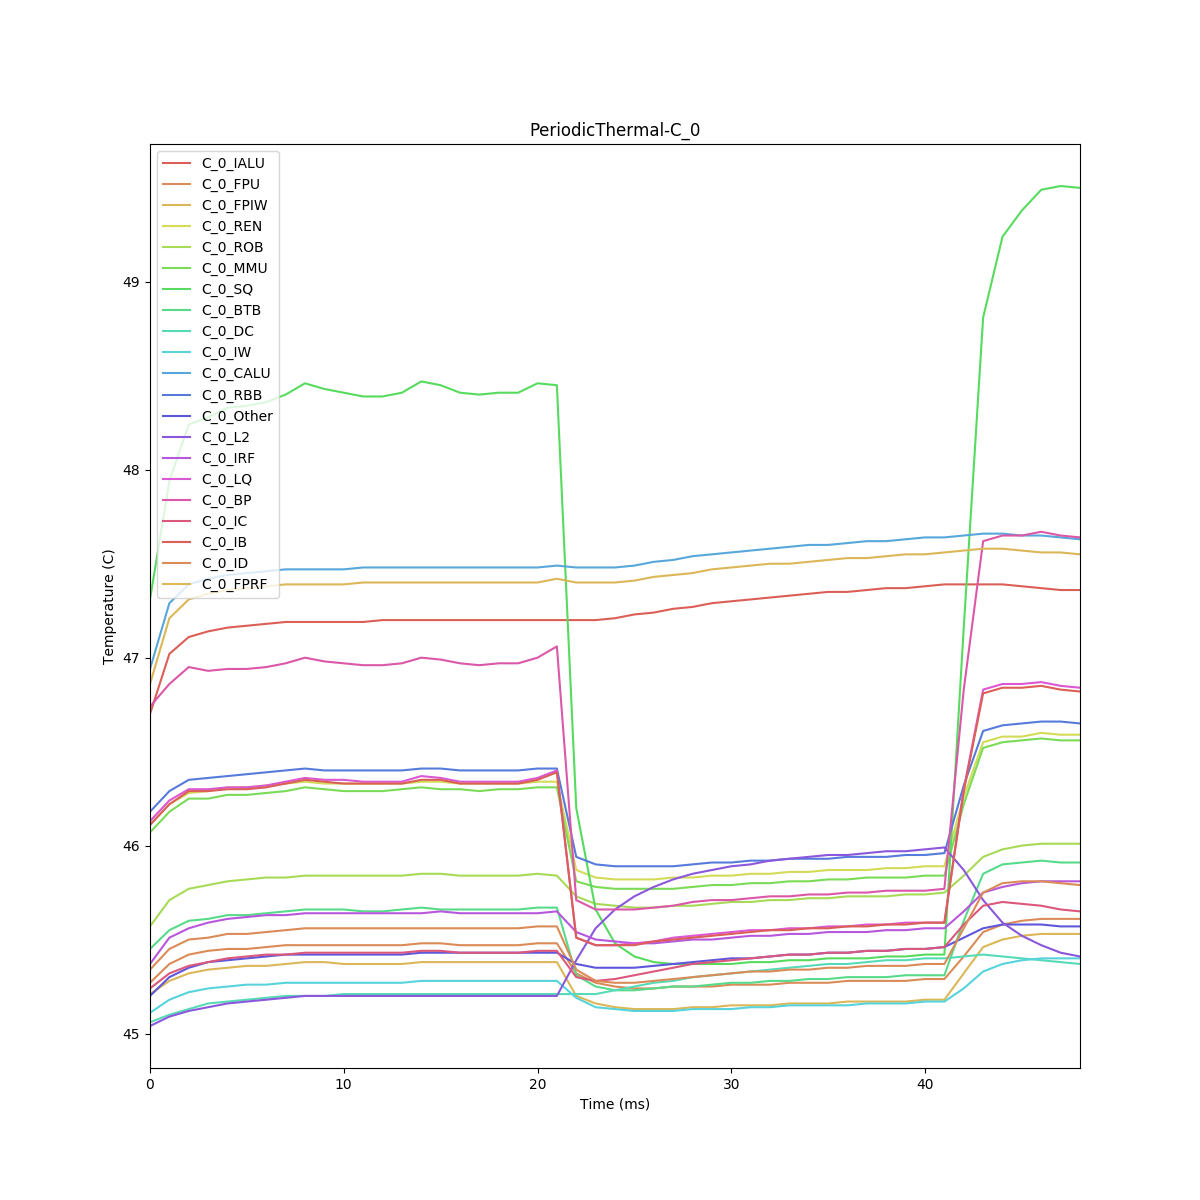 PeriodicThermal-C_0
C_0_IALU
C_0_FPU
C_0_FPIW
C_0_REN
C_0_ROB
C_0_MMU
C_0_SQ
C_0_BTB
C_0_DC
C_0_IW
C_0_CALU
C_0_RBB
C_0_Other
C_0_L2
C_0_IRF
C_0_LQ
C_0_BP
C_0_IC
C_0_IB
C_0_ID
C_0_FPRF
49
48
47
46
45
Temperature (C)
0 10 20 30 40
Time (ms)